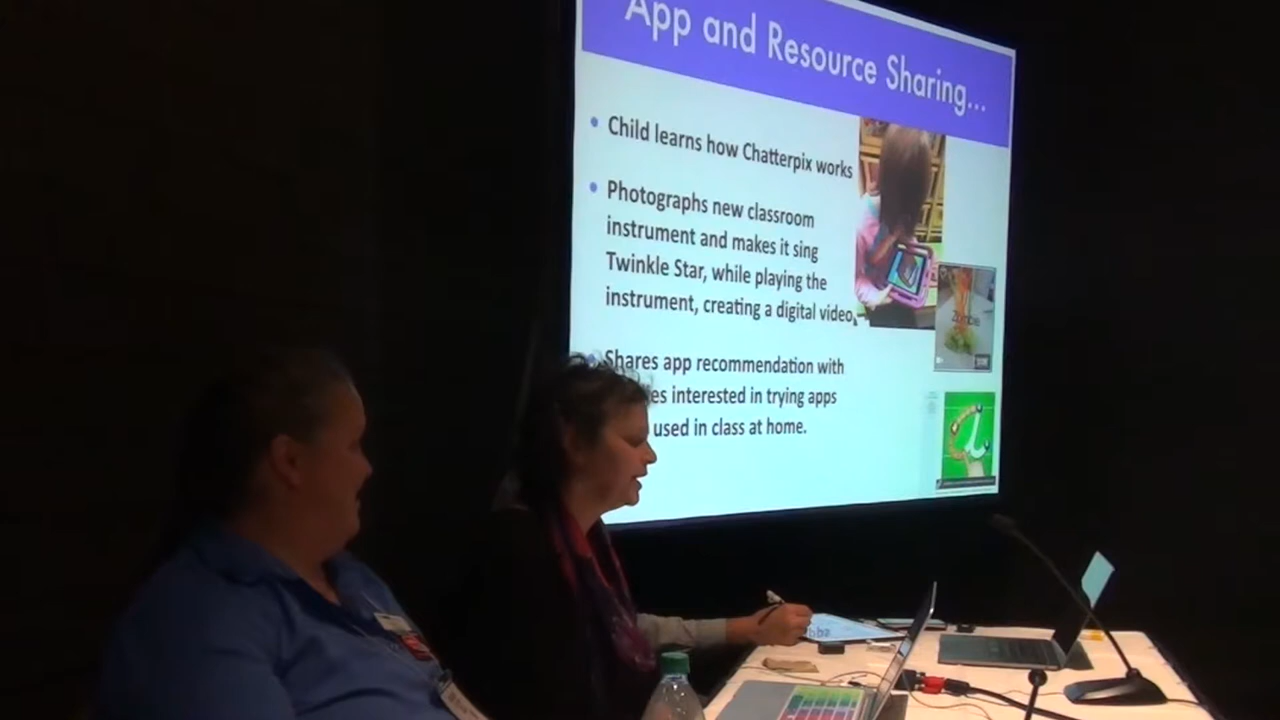 App and Resource Sharing...
Child learns how Chatterpix works
Photographs new classroom
instrument and makes it sing
Twinkle Star, while playing the
instrument, creating a digital video.
Shares app recommendation with
interested in trying apps
used in class at home.
Zombie